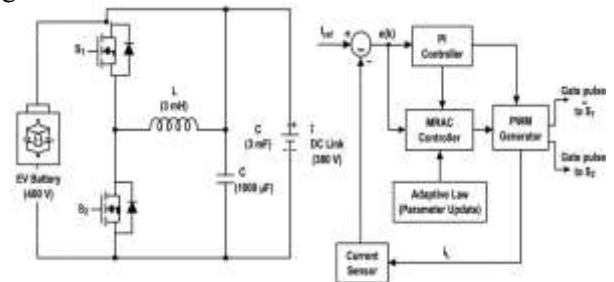 S1
L
(3 mH)
C
(3 mF)
DC Link
(380 V)
C
(1000 µF)
EV Battery
(400 V)
S2
Iref
+
−
e(k)
PI
Controller
MRAC
Controller
PWM
Generator
Gate pulse
to S1
Gate pulse
to S2
Adaptive Law
(Parameter Update)
Current
Sensor
iL